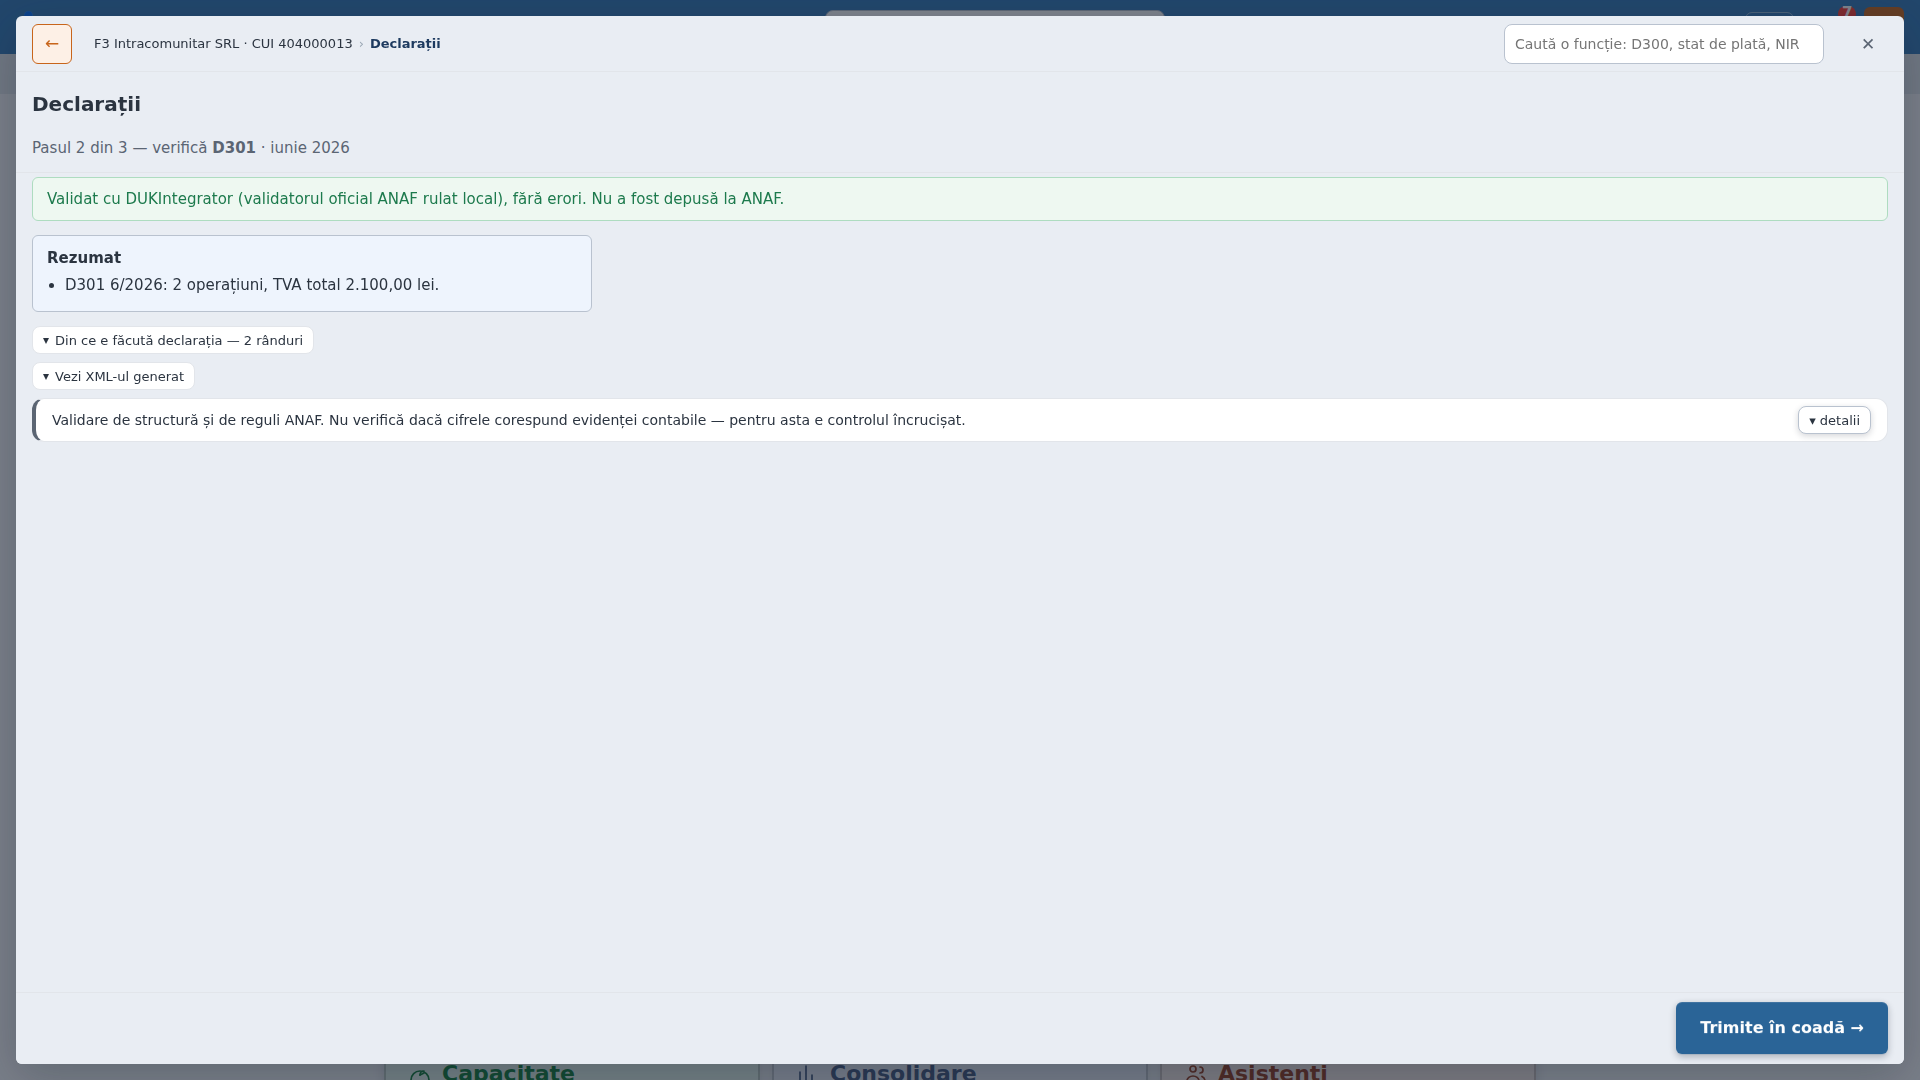 7
←
F3 Intracomunitar SRL · CUI 404000013 › Declarații
Caută o funcție: D300, stat de plată, NIR
✕
Declarații
Pasul 2 din 3 — verifică D301 · iunie 2026
Validat cu DUKIntegrator (validatorul oficial ANAF rulat local), fără erori. Nu a fost depusă la ANAF.
Rezumat
• D301 6/2026: 2 operațiuni, TVA total 2.100,00 lei.
▾ Din ce e făcută declarația — 2 rânduri
▾ Vezi XML-ul generat
Validare de structură și de reguli ANAF. Nu verifică dacă cifrele corespund evidenței contabile — pentru asta e controlul încrucișat.
▾ detalii
Trimite în coadă →
Capacitate
Consolidare
Asistenți